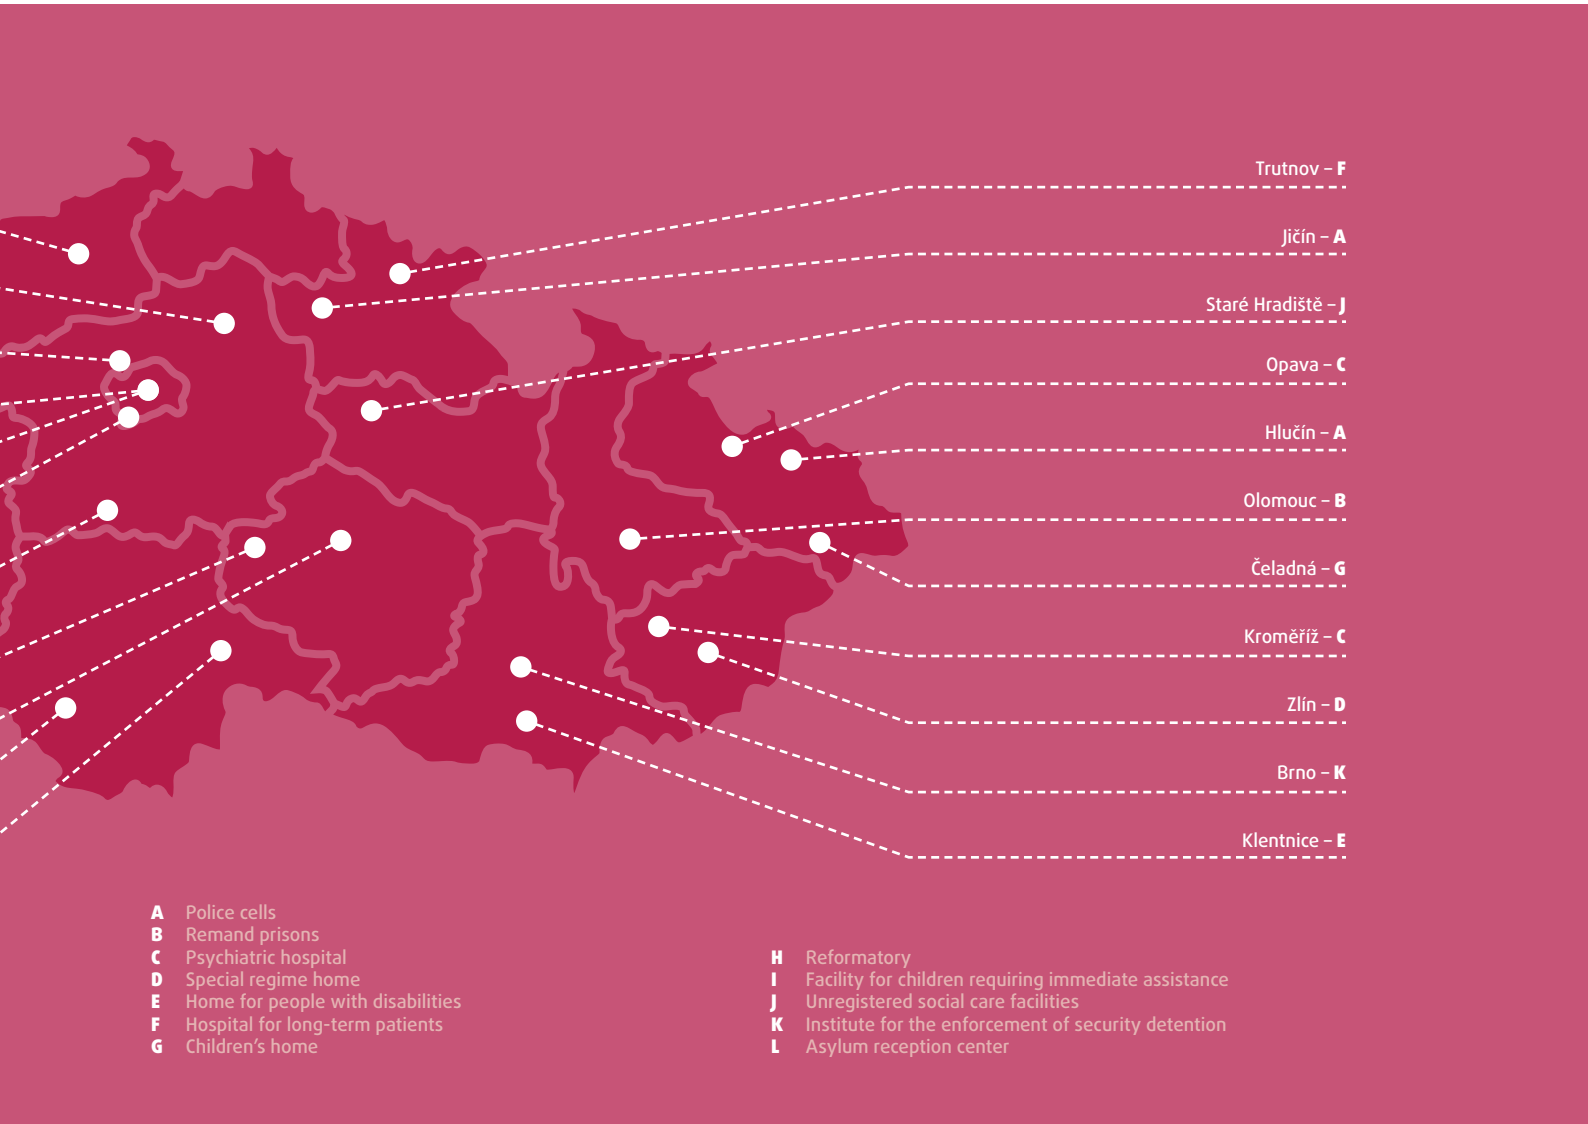 Trutnov – F
Jičín – A
Staré Hradiště – J
Opava – C
Hlučín – A
Olomouc – B
Čeladná – G
Kroměříž – C
Zlín – D
Brno – K
Klentnice – E
A Police cells
B Remand prisons
C Psychiatric hospital
D Special regime home
E Home for people with disabilities
F Hospital for long-term patients
G Children’s home
H Reformatory
I Facility for children requiring immediate assistance
J Unregistered social care facilities
K Institute for the enforcement of security detention
L Asylum reception center